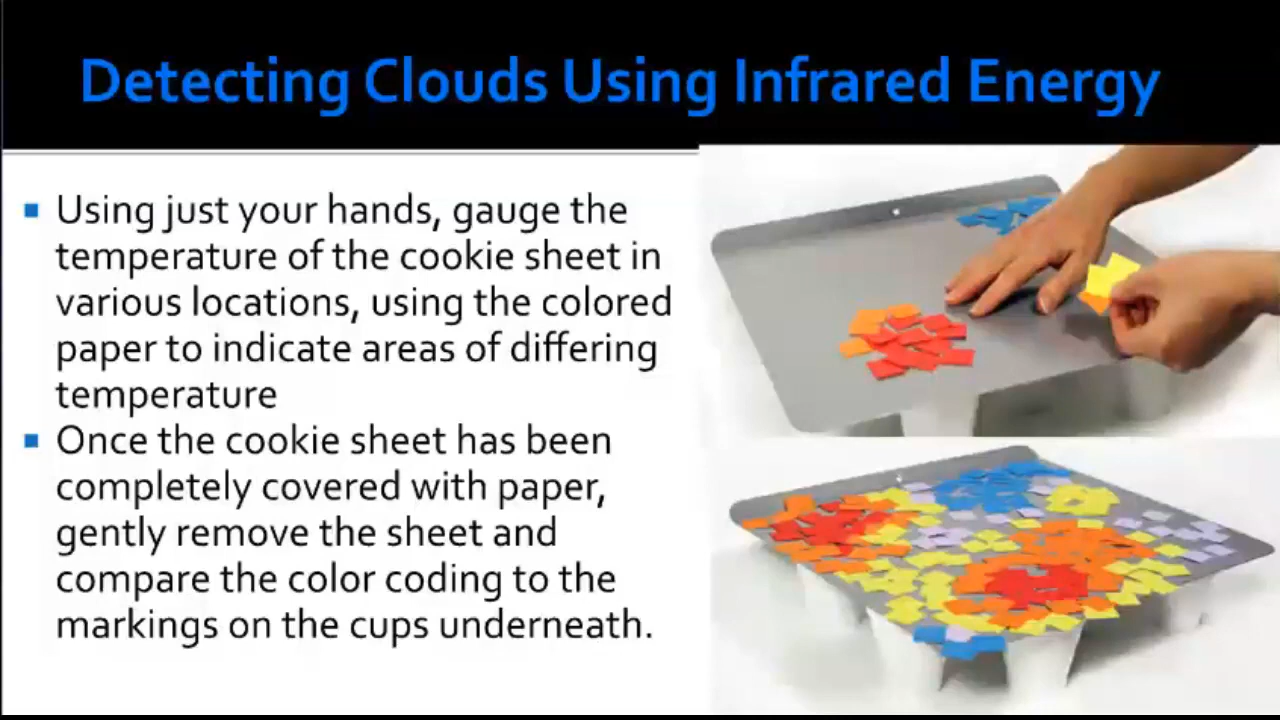 Detecting Clouds Using Infrared Energy
Using just your hands, gauge the
temperature of the cookie sheet in
various locations, using the colored
paper to indicate areas of differing
temperature
Once the cookie sheet has been
completely covered with paper,
gently remove the sheet and
compare the color coding to the
markings on the cups underneath.